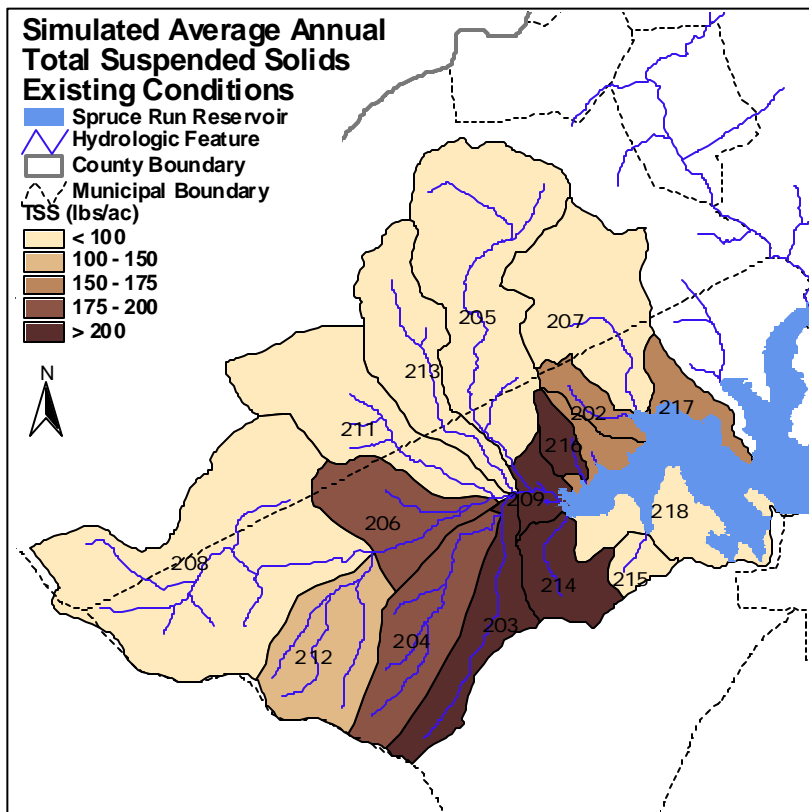 Simulated Average Annual
Total Suspended Solids
Existing Conditions
Spruce Run Reservoir
Hydrologic Feature
County Boundary
Municipal Boundary
TSS (lbs/ac)
< 100
100 - 150
150 - 175
175 - 200
> 200
N
205
207
213
217
202
211
216
209
218
206
208
215
214
203
204
212